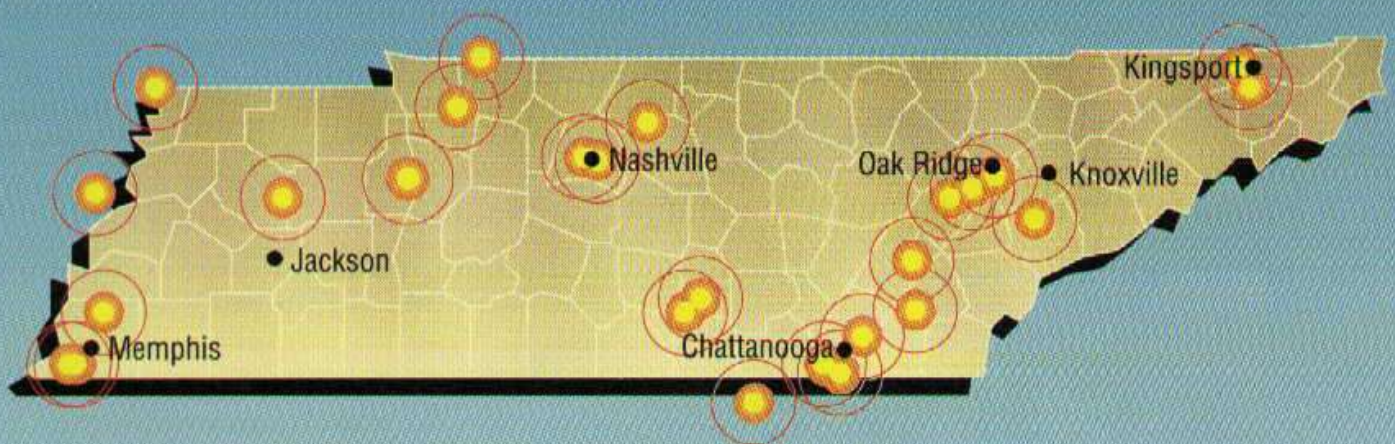 Kingsport
Nashville
Oak Ridge
Knoxville
Jackson
Memphis
Chattanooga